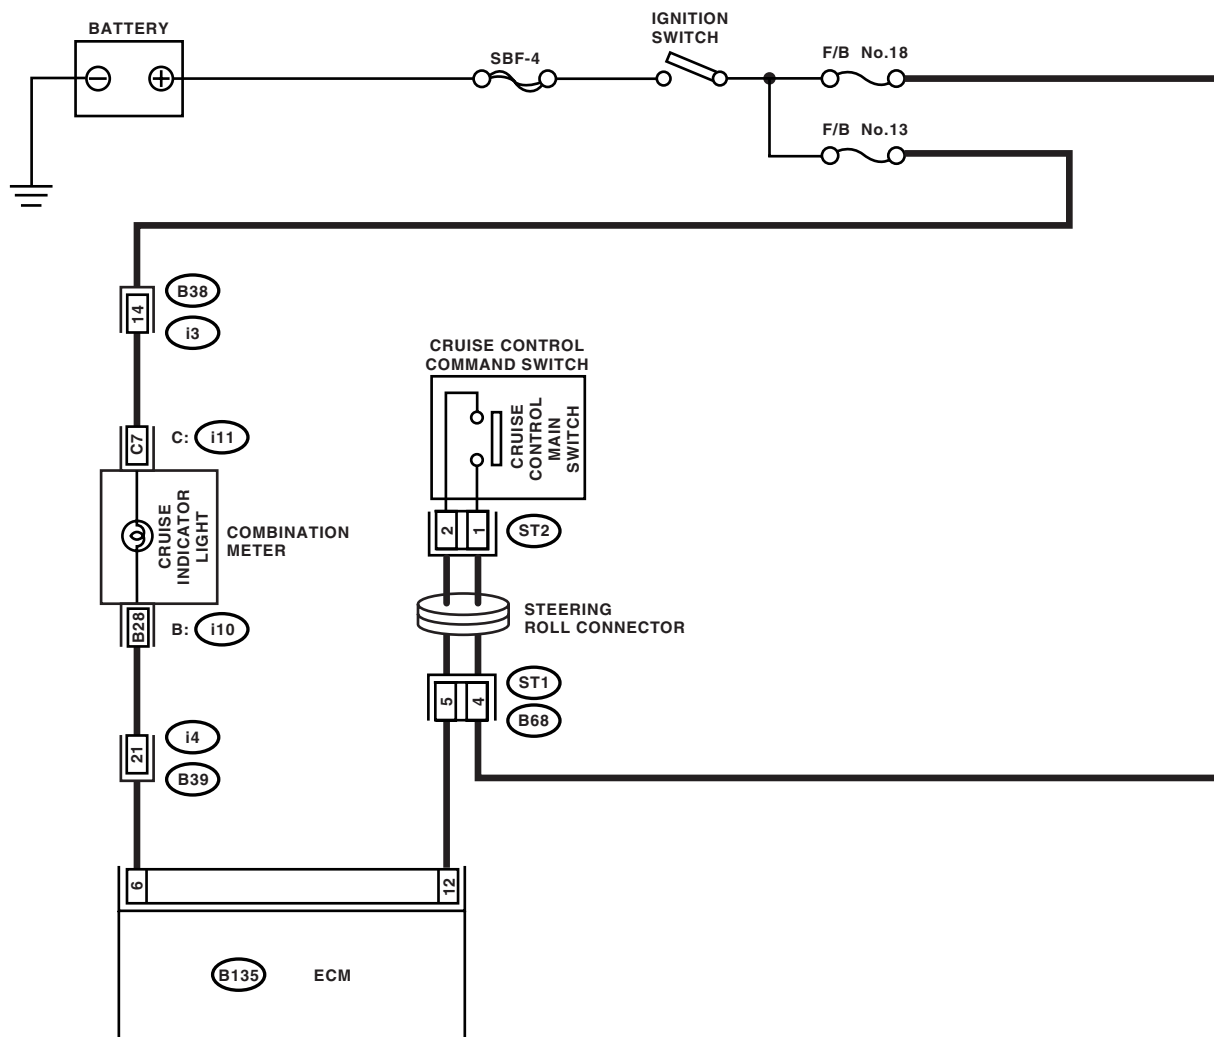 BATTERY
SBF-4
IGNITION
SWITCH
F/B No.18
F/B No.13
B38
14
i3
C7
C: i11
CRUISE
INDICATOR
LIGHT
COMBINATION
METER
B28
B: i10
i4
21
B39
CRUISE CONTROL
COMMAND SWITCH
CRUISE
CONTROL
MAIN
SWITCH
2 1
ST2
STEERING
ROLL CONNECTOR
ST1
5 4
B68
6 12
B135 ECM